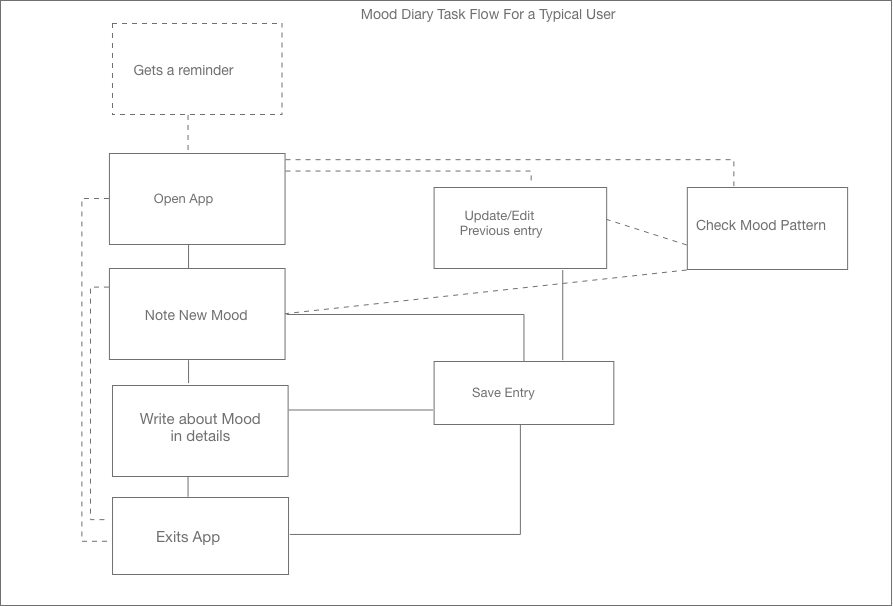 Mood Diary Task Flow For a Typical User
Gets a reminder
Open App
Update/Edit
Previous entry
Check Mood Pattern
Note New Mood
Save Entry
Write about Mood
in details
Exits App